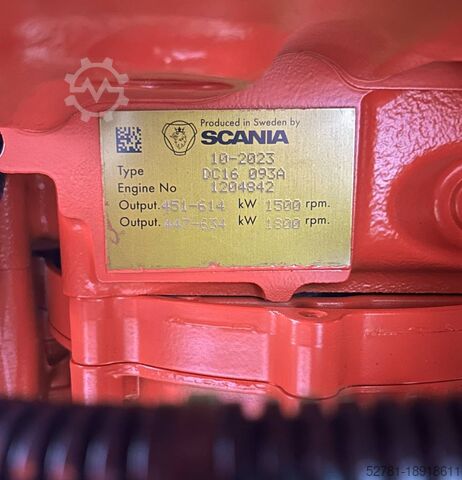 Produced in Sweden by
SCANIA
10-2023
Type DC16 093A
Engine No 1204842
Output. 451-614 kW 1500 rpm.
Output. 447-634 kW 1800 rpm.
52781-18918611